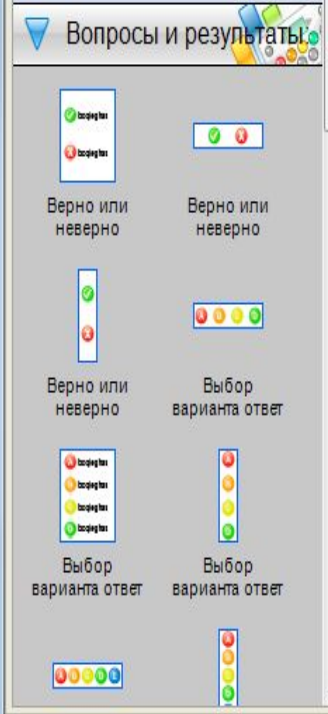 Вопросы и результаты:
Верно или
неверно
Верно или
неверно
Верно или
неверно
Выбор
варианта ответ
Выбор
варианта ответ
Выбор
варианта ответ